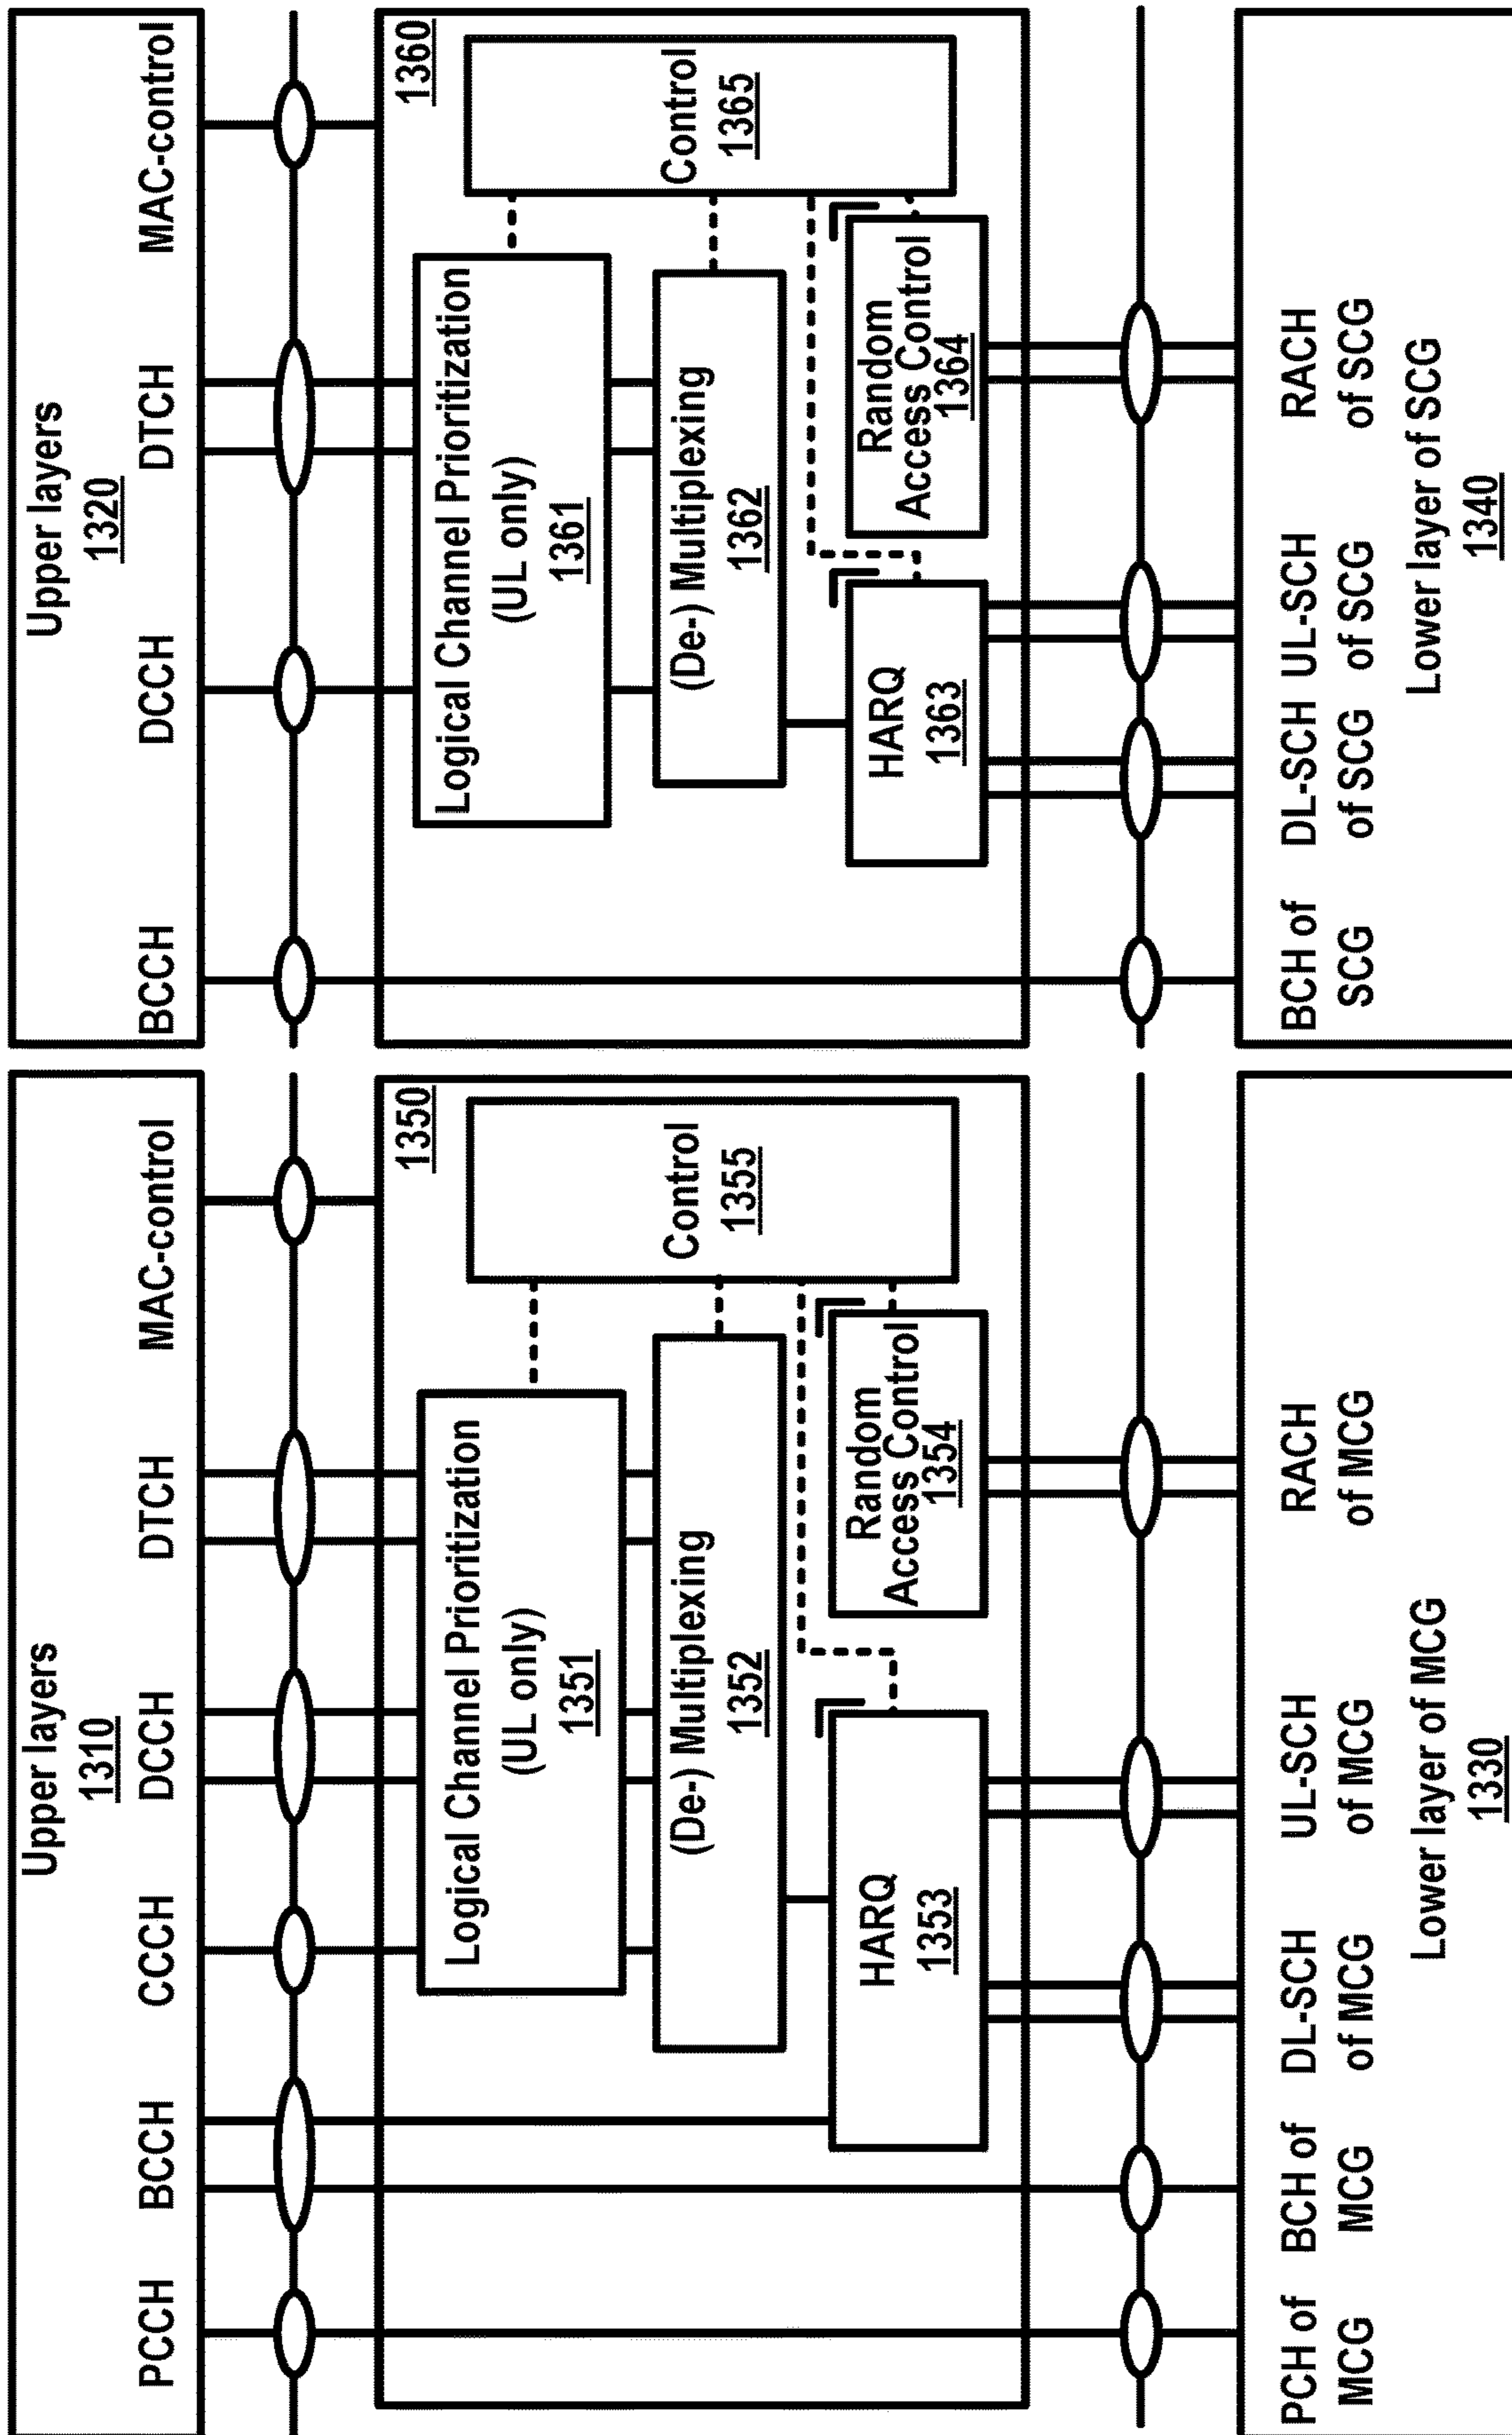 Upper layers
1310
PCCH BCCH CCCH DCCH DTCH MAC-control
1350
Logical Channel Prioritization
(UL only)
1351
Control
1355
(De-) Multiplexing
1352
HARQ
1353
Random
Access Control
1354
PCH of
MCG
BCH of
MCG
DL-SCH
of MCG
UL-SCH
of MCG
RACH
of MCG
Lower layer of MCG
1330
Upper layers
1320
BCCH DCCH DTCH MAC-control
1360
Logical Channel Prioritization
(UL only)
1361
Control
1365
(De-) Multiplexing
1362
HARQ
1363
Random
Access Control
1364
BCH of
SCG
DL-SCH
of SCG
UL-SCH
of SCG
RACH
of SCG
Lower layer of SCG
1340